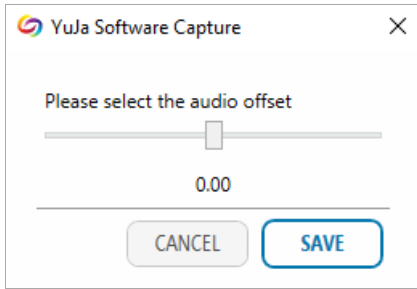 YuJa Software Capture
Please select the audio offset
0.00
CANCEL SAVE